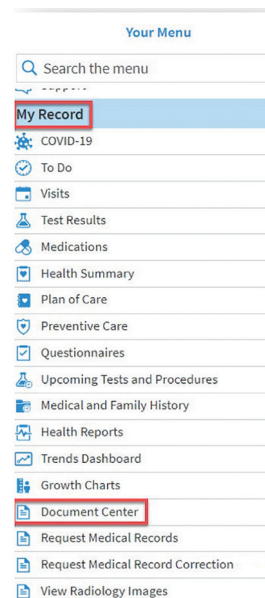 Your Menu
Search the menu
My Record
COVID-19
To Do
Visits
Test Results
Medications
Health Summary
Plan of Care
Preventive Care
Questionnaires
Upcoming Tests and Procedures
Medical and Family History
Health Reports
Trends Dashboard
Growth Charts
Document Center
Request Medical Records
Request Medical Record Correction
View Radiology Images